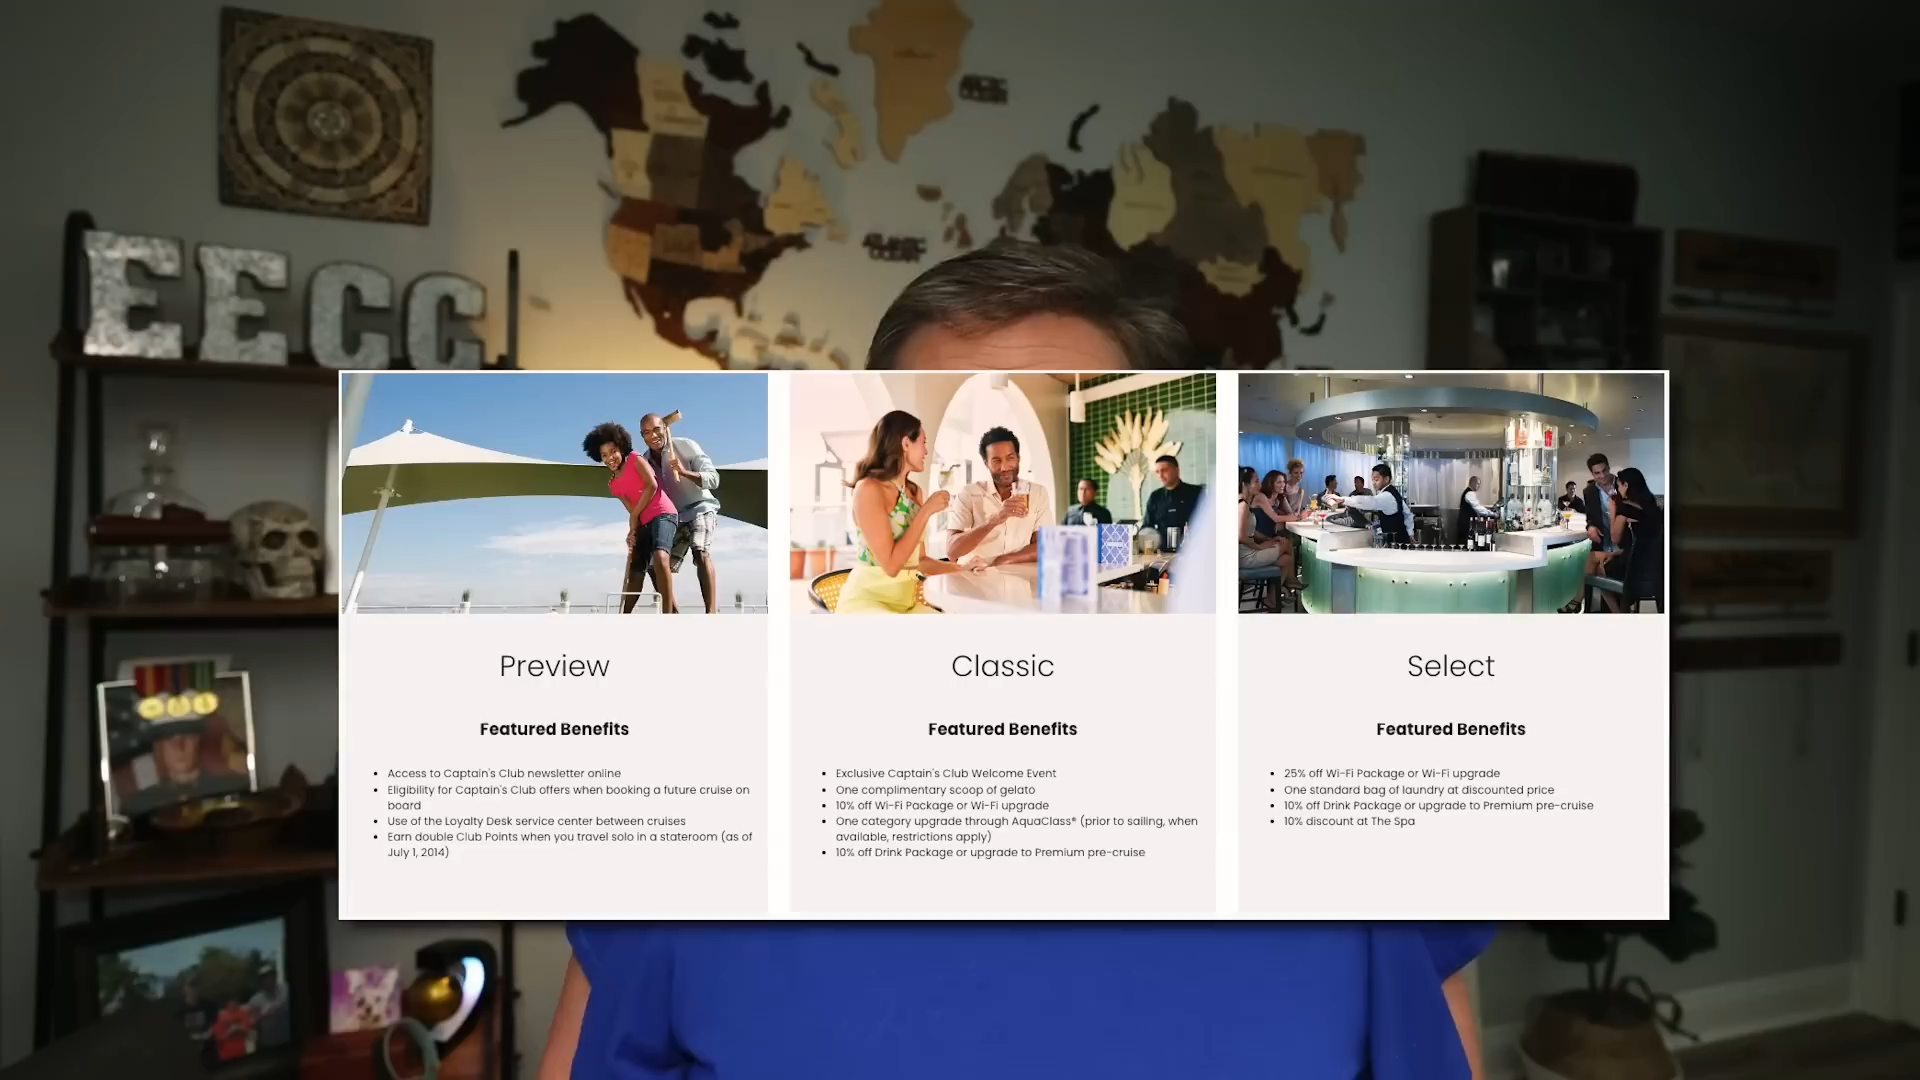 EECC
Preview
Featured Benefits
• Access to Captain's Club newsletter online
• Eligibility for Captain's Club offers when booking a future cruise on
board
• Use of the Loyalty Desk service center between cruises
• Earn double Club Points when you travel solo in a stateroom (as of
July 1, 2014)
Classic
Featured Benefits
• Exclusive Captain's Club Welcome Event
• One complimentary scoop of gelato
• 10% off Wi-Fi Package or Wi-Fi upgrade
• One category upgrade through AquaClass® (prior to sailing, when
available, restrictions apply)
• 10% off Drink Package or upgrade to Premium pre-cruise
Select
Featured Benefits
• 25% off Wi-Fi Package or Wi-Fi upgrade
• One standard bag of laundry at discounted price
• 10% off Drink Package or upgrade to Premium pre-cruise
• 10% discount at The Spa